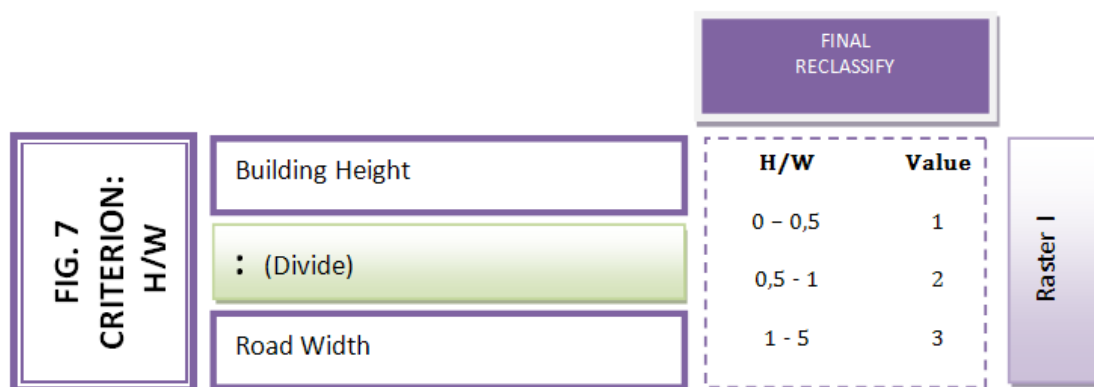 FINAL
RECLASSIFY
FIG. 7
CRITERION:
H/W
Building Height
: (Divide)
Road Width
H/W Value
0 – 0,5 1
0,5 - 1 2
1 - 5 3
Raster I